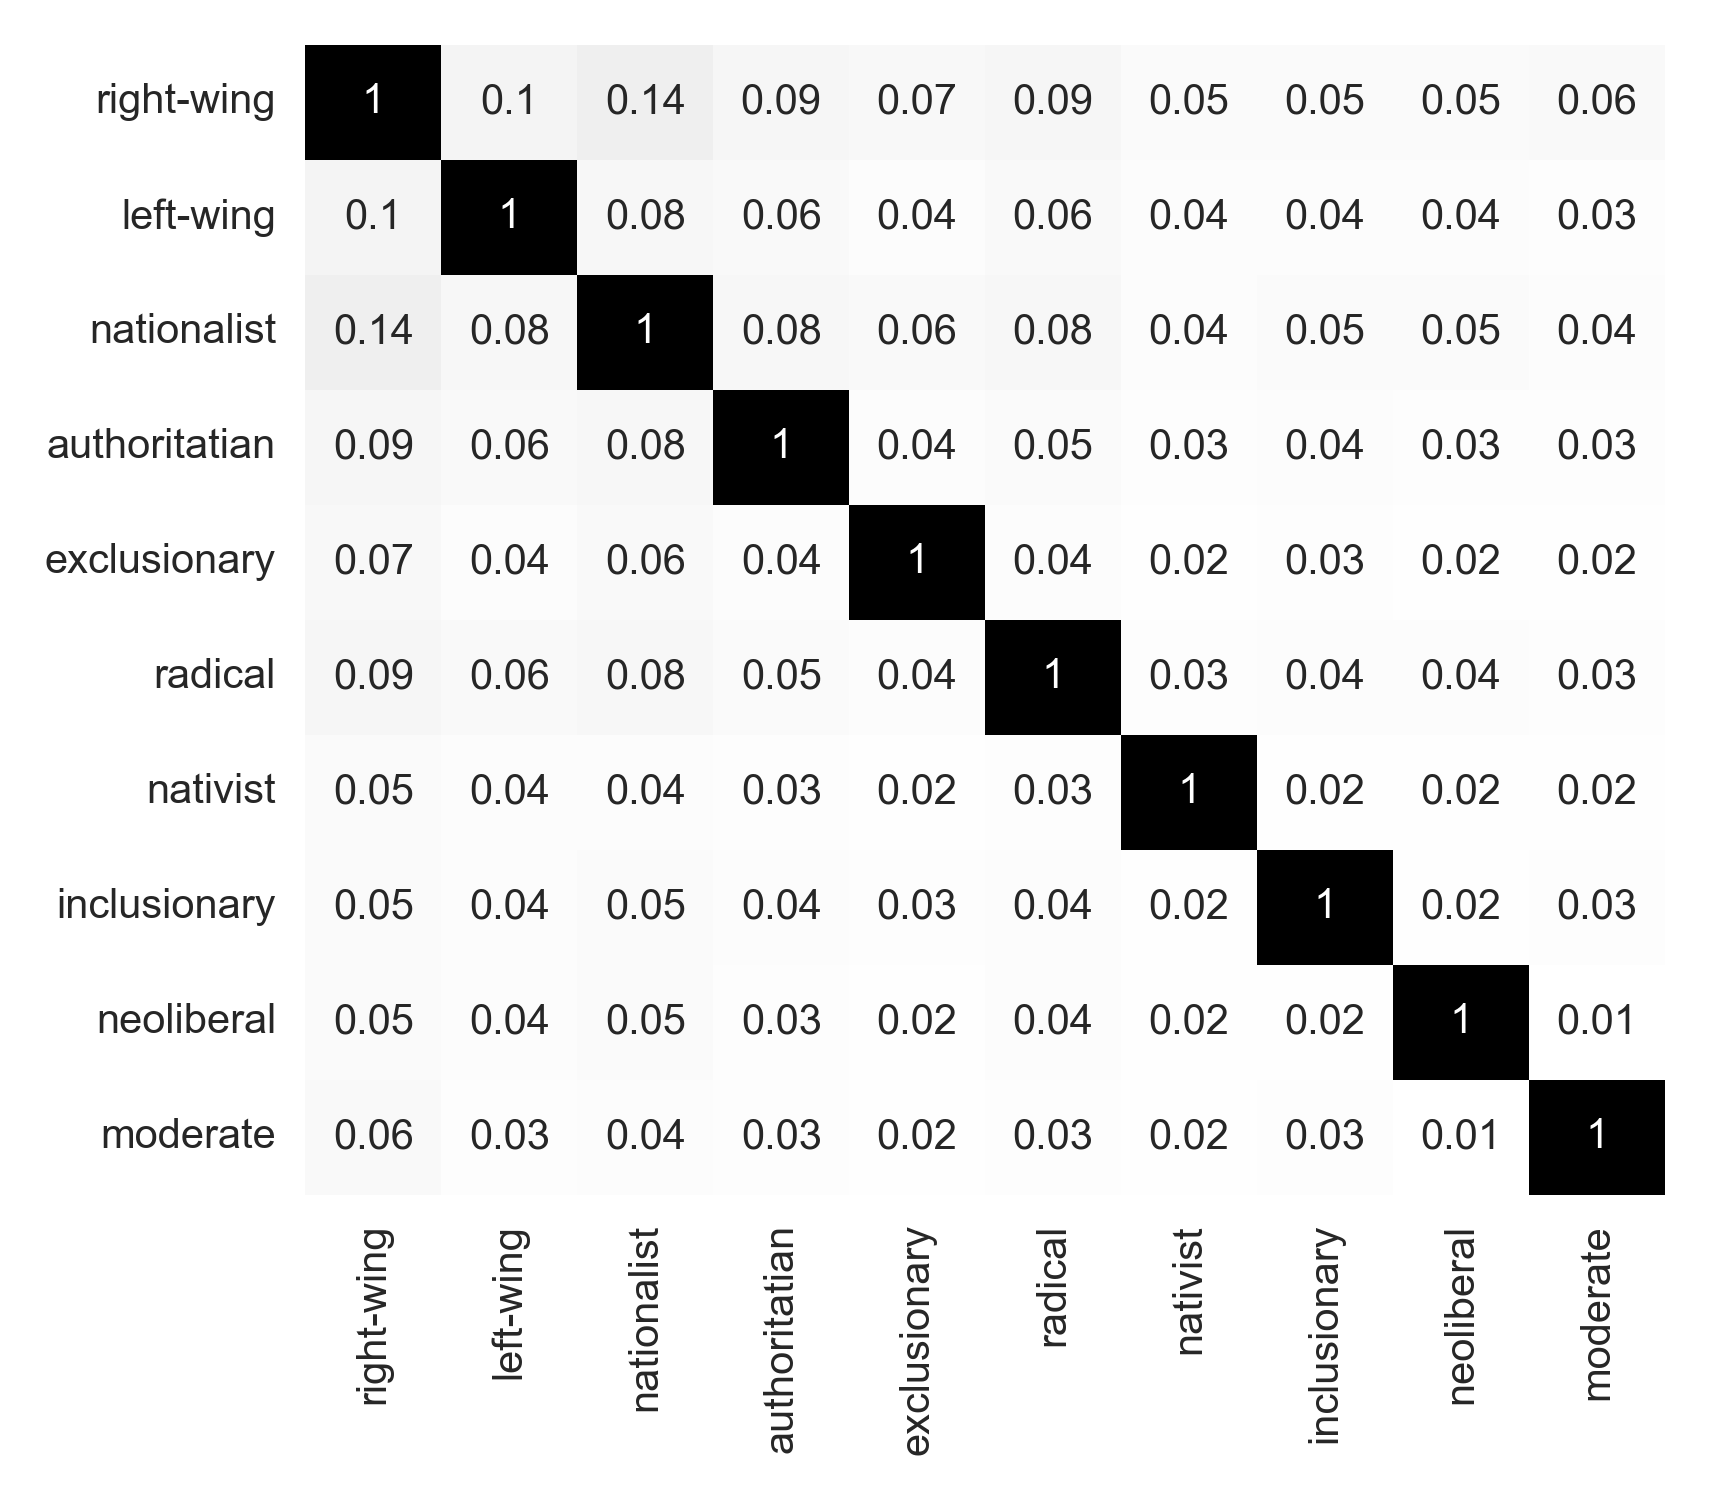 right-wing 1 0.1 0.14 0.09 0.07 0.09 0.05 0.05 0.05 0.06
left-wing 0.1 1 0.08 0.06 0.04 0.06 0.04 0.04 0.04 0.03
nationalist 0.14 0.08 1 0.08 0.06 0.08 0.04 0.05 0.05 0.04
authoritatian 0.09 0.06 0.08 1 0.04 0.05 0.03 0.04 0.03 0.03
exclusionary 0.07 0.04 0.06 0.04 1 0.04 0.02 0.03 0.02 0.02
radical 0.09 0.06 0.08 0.05 0.04 1 0.03 0.04 0.04 0.03
nativist 0.05 0.04 0.04 0.03 0.02 0.03 1 0.02 0.02 0.02
inclusionary 0.05 0.04 0.05 0.04 0.03 0.04 0.02 1 0.02 0.03
neoliberal 0.05 0.04 0.05 0.03 0.02 0.04 0.02 0.02 1 0.01
moderate 0.06 0.03 0.04 0.03 0.02 0.03 0.02 0.03 0.01 1
right-wing
left-wing
nationalist
authoritatian
exclusionary
radical
nativist
inclusionary
neoliberal
moderate